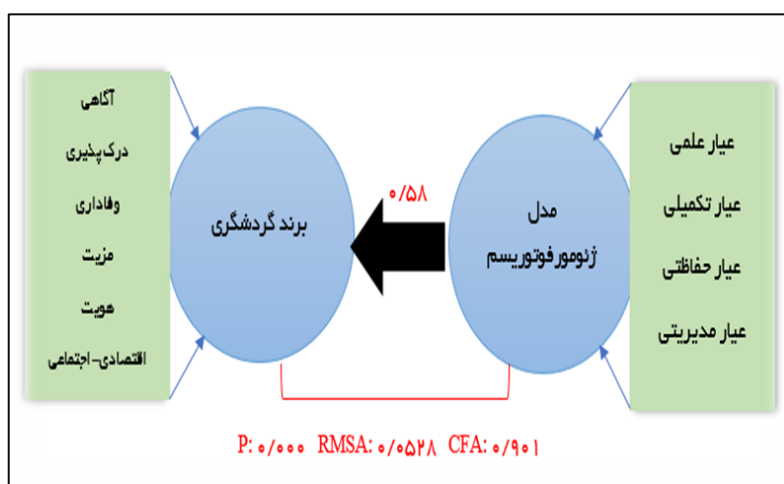 عیار علمی
عیار تکمیلی
عیار حفاظتی
عیار مدیریتی
مدل
ژئومورفوتوریسم
۰/۵۸
برند گردشگری
آگاهی
درک‌پذیری
وفاداری
مزیت
هویت
اقتصادی-اجتماعی
P: ۰/۰۰۰ RMSA: ۰/۰۵۲۸ CFA: ۰/۹۰۱